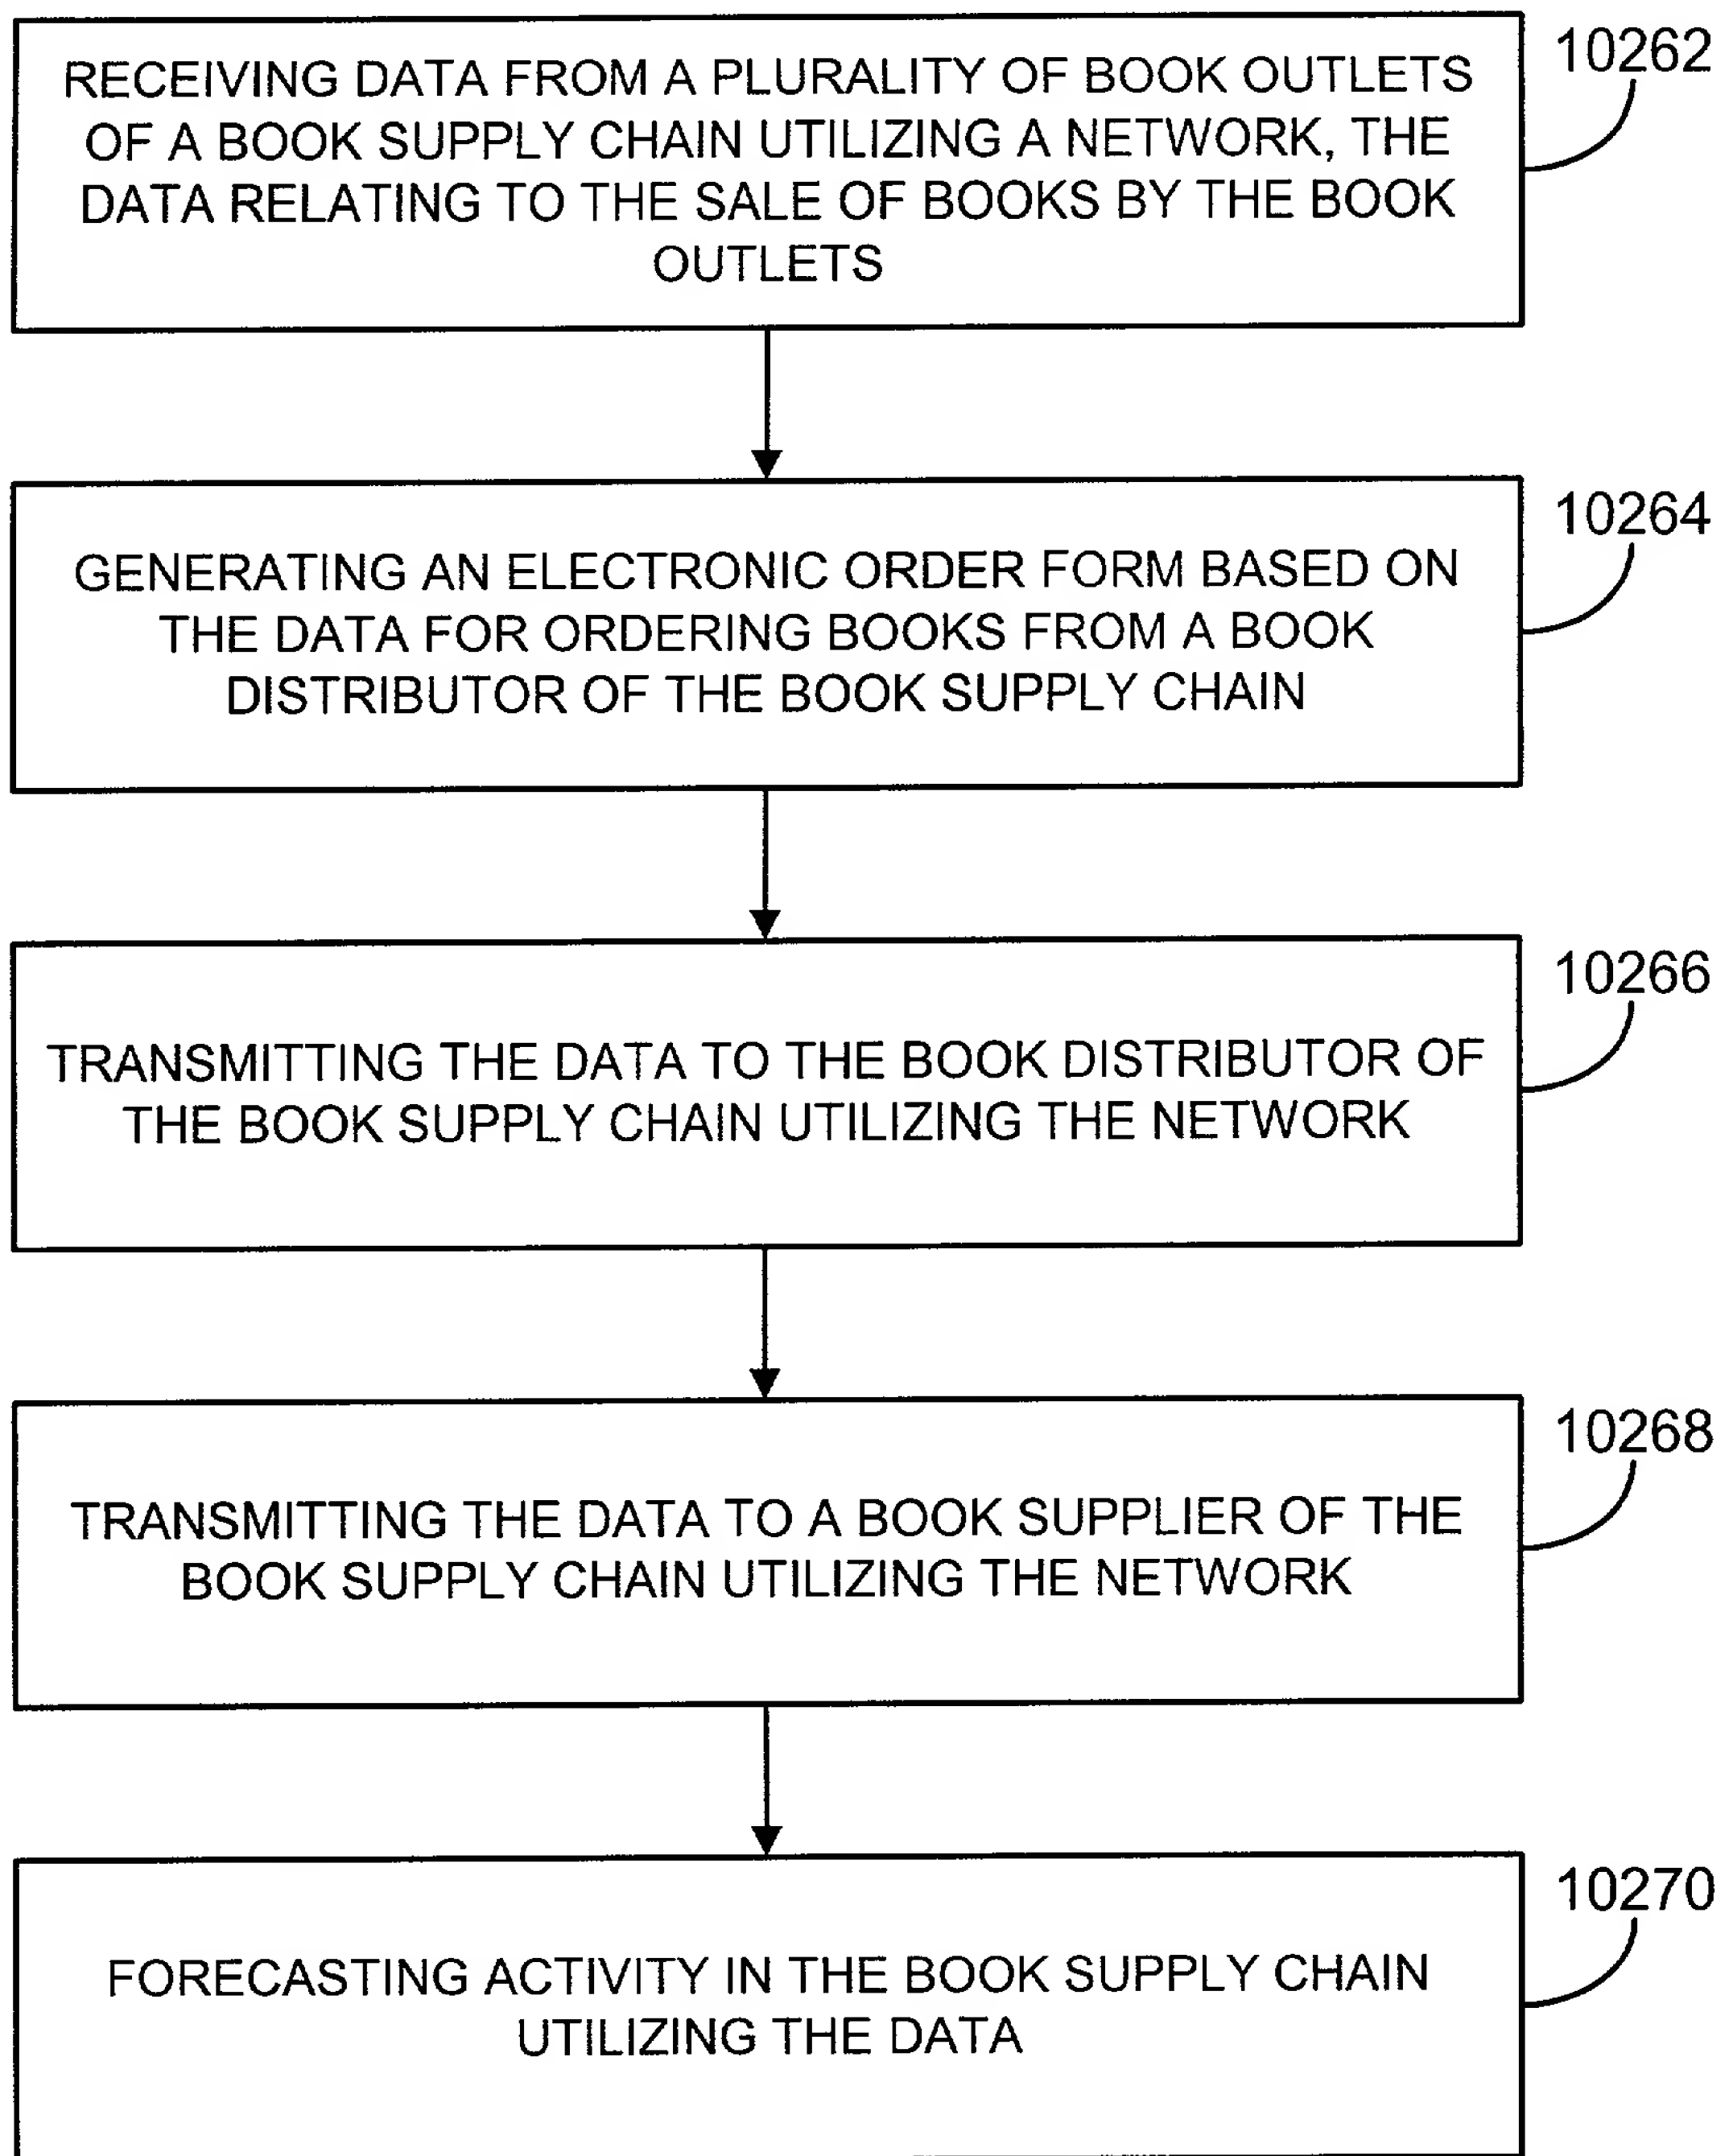 RECEIVING DATA FROM A PLURALITY OF BOOK OUTLETS
OF A BOOK SUPPLY CHAIN UTILIZING A NETWORK, THE
DATA RELATING TO THE SALE OF BOOKS BY THE BOOK
OUTLETS
10262
GENERATING AN ELECTRONIC ORDER FORM BASED ON
THE DATA FOR ORDERING BOOKS FROM A BOOK
DISTRIBUTOR OF THE BOOK SUPPLY CHAIN
10264
TRANSMITTING THE DATA TO THE BOOK DISTRIBUTOR OF
THE BOOK SUPPLY CHAIN UTILIZING THE NETWORK
10266
TRANSMITTING THE DATA TO A BOOK SUPPLIER OF THE
BOOK SUPPLY CHAIN UTILIZING THE NETWORK
10268
FORECASTING ACTIVITY IN THE BOOK SUPPLY CHAIN
UTILIZING THE DATA
10270